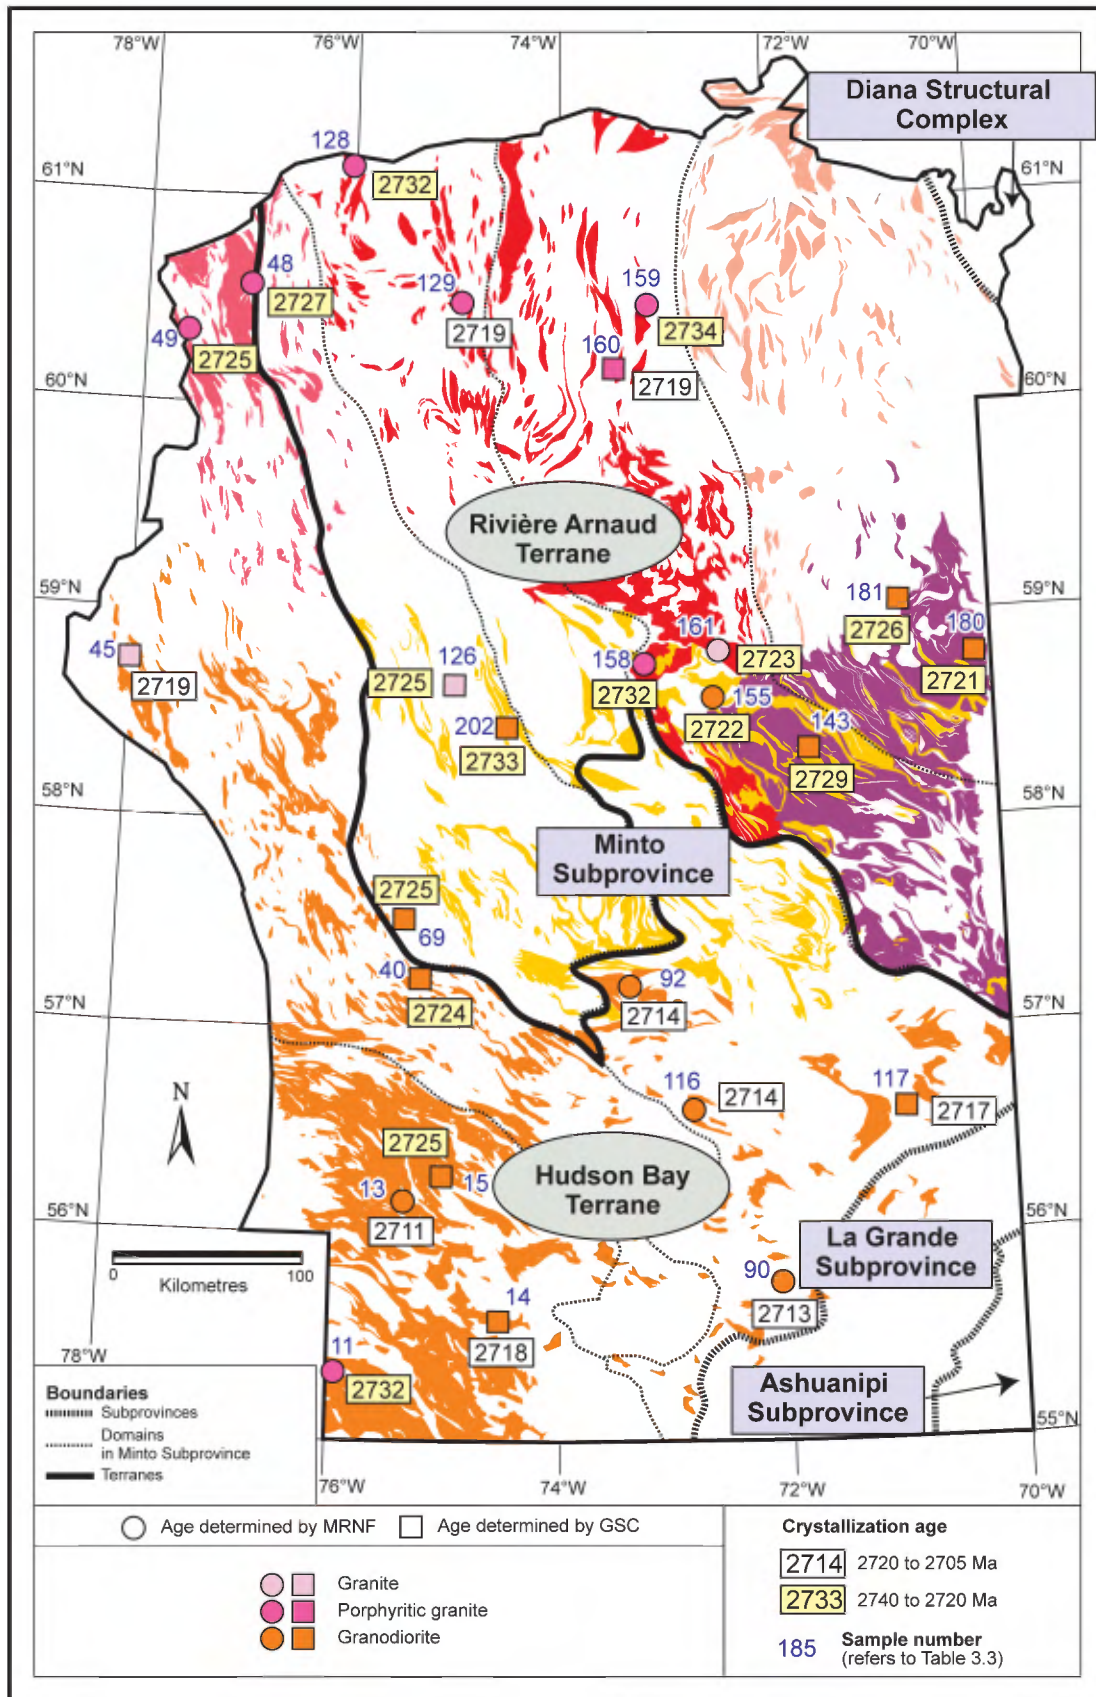 78°W
76°W
74°W
72°W
70°W
Diana Structural
Complex
61°N
61°N
128
2732
48
2727
49
2725
129
2719
159
2734
160
2719
60°N
60°N
Rivière Arnaud
Terrane
59°N
59°N
181
2726
180
2721
45
2719
161
2723
158
2732
126
2725
155
2722
202
2733
143
2729
58°N
58°N
Minto
Subprovince
2725
69
40
2724
92
2714
57°N
57°N
N
116
2714
117
2717
2725
15
13
2711
Hudson Bay
Terrane
56°N
56°N
La Grande
Subprovince
0
100
Kilometres
90
2713
14
2718
11
2732
78°W
Ashuanipi
Subprovince
55°N
Boundaries
Subprovinces
Domains
in Minto Subprovince
Terranes
76°W
74°W
72°W
70°W
Age determined by MRNF
Age determined by GSC
Granite
Porphyritic granite
Granodiorite
Crystallization age
2714
2720 to 2705 Ma
2733
2740 to 2720 Ma
185
Sample number
(refers to Table 3.3)